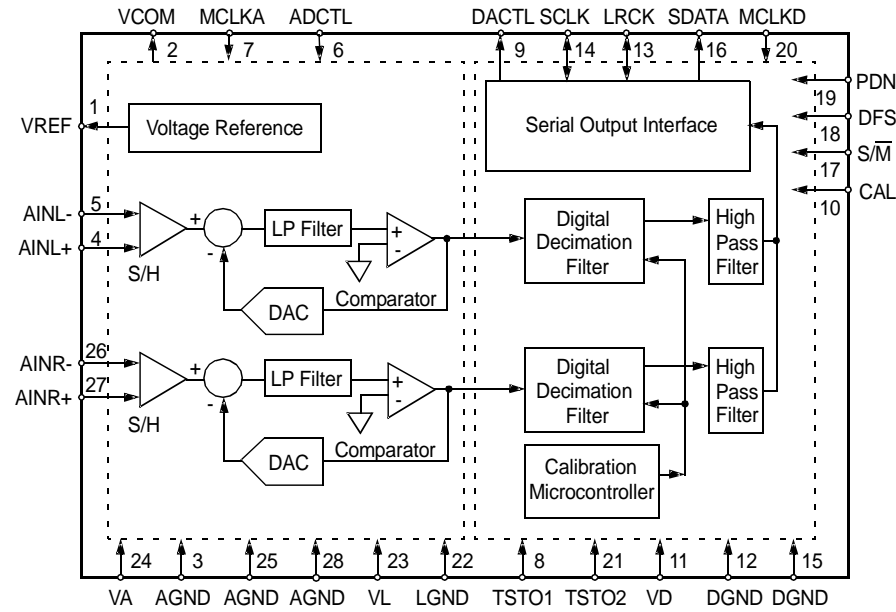 VCOM MCLKA ADCTL DACTL SCLK LRCK SDATA MCLKD
2 7 6 9 14 13 16 20
PDN
19
DFS
18
S/M̅
17
CAL
10
1
VREF
Voltage Reference
Serial Output Interface
5
AINL-
4
AINL+
S/H
+
-
LP Filter
+
-
Comparator
DAC
Digital
Decimation
Filter
High
Pass
Filter
26
AINR-
27
AINR+
S/H
+
-
LP Filter
+
-
Comparator
DAC
Digital
Decimation
Filter
High
Pass
Filter
Calibration
Microcontroller
24 3 25 28 23 22 8 21 11 12 15
VA AGND AGND AGND VL LGND TSTO1 TSTO2 VD DGND DGND